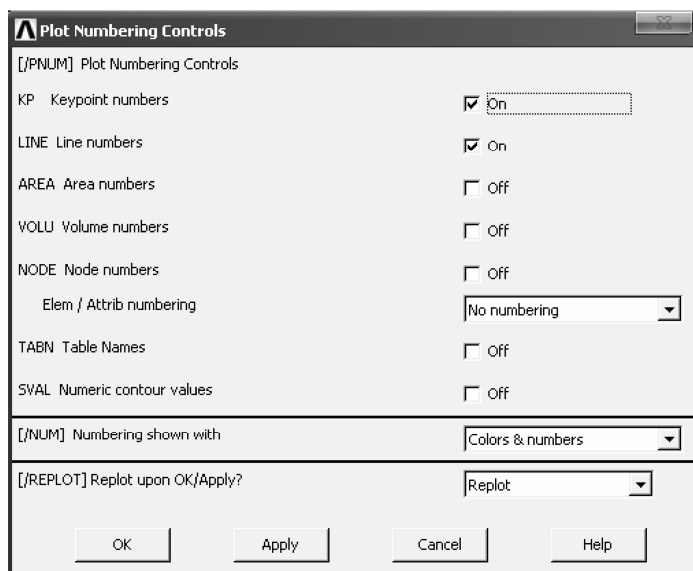 Plot Numbering Controls
[/PNUM] Plot Numbering Controls
KP Keypoint numbers On
LINE Line numbers On
AREA Area numbers Off
VOLU Volume numbers Off
NODE Node numbers Off
Elem / Attrib numbering No numbering
TABN Table Names Off
SVAL Numeric contour values Off
[/NUM] Numbering shown with Colors & numbers
[/REPLOT] Replot upon OK/Apply? Replot
OK Apply Cancel Help